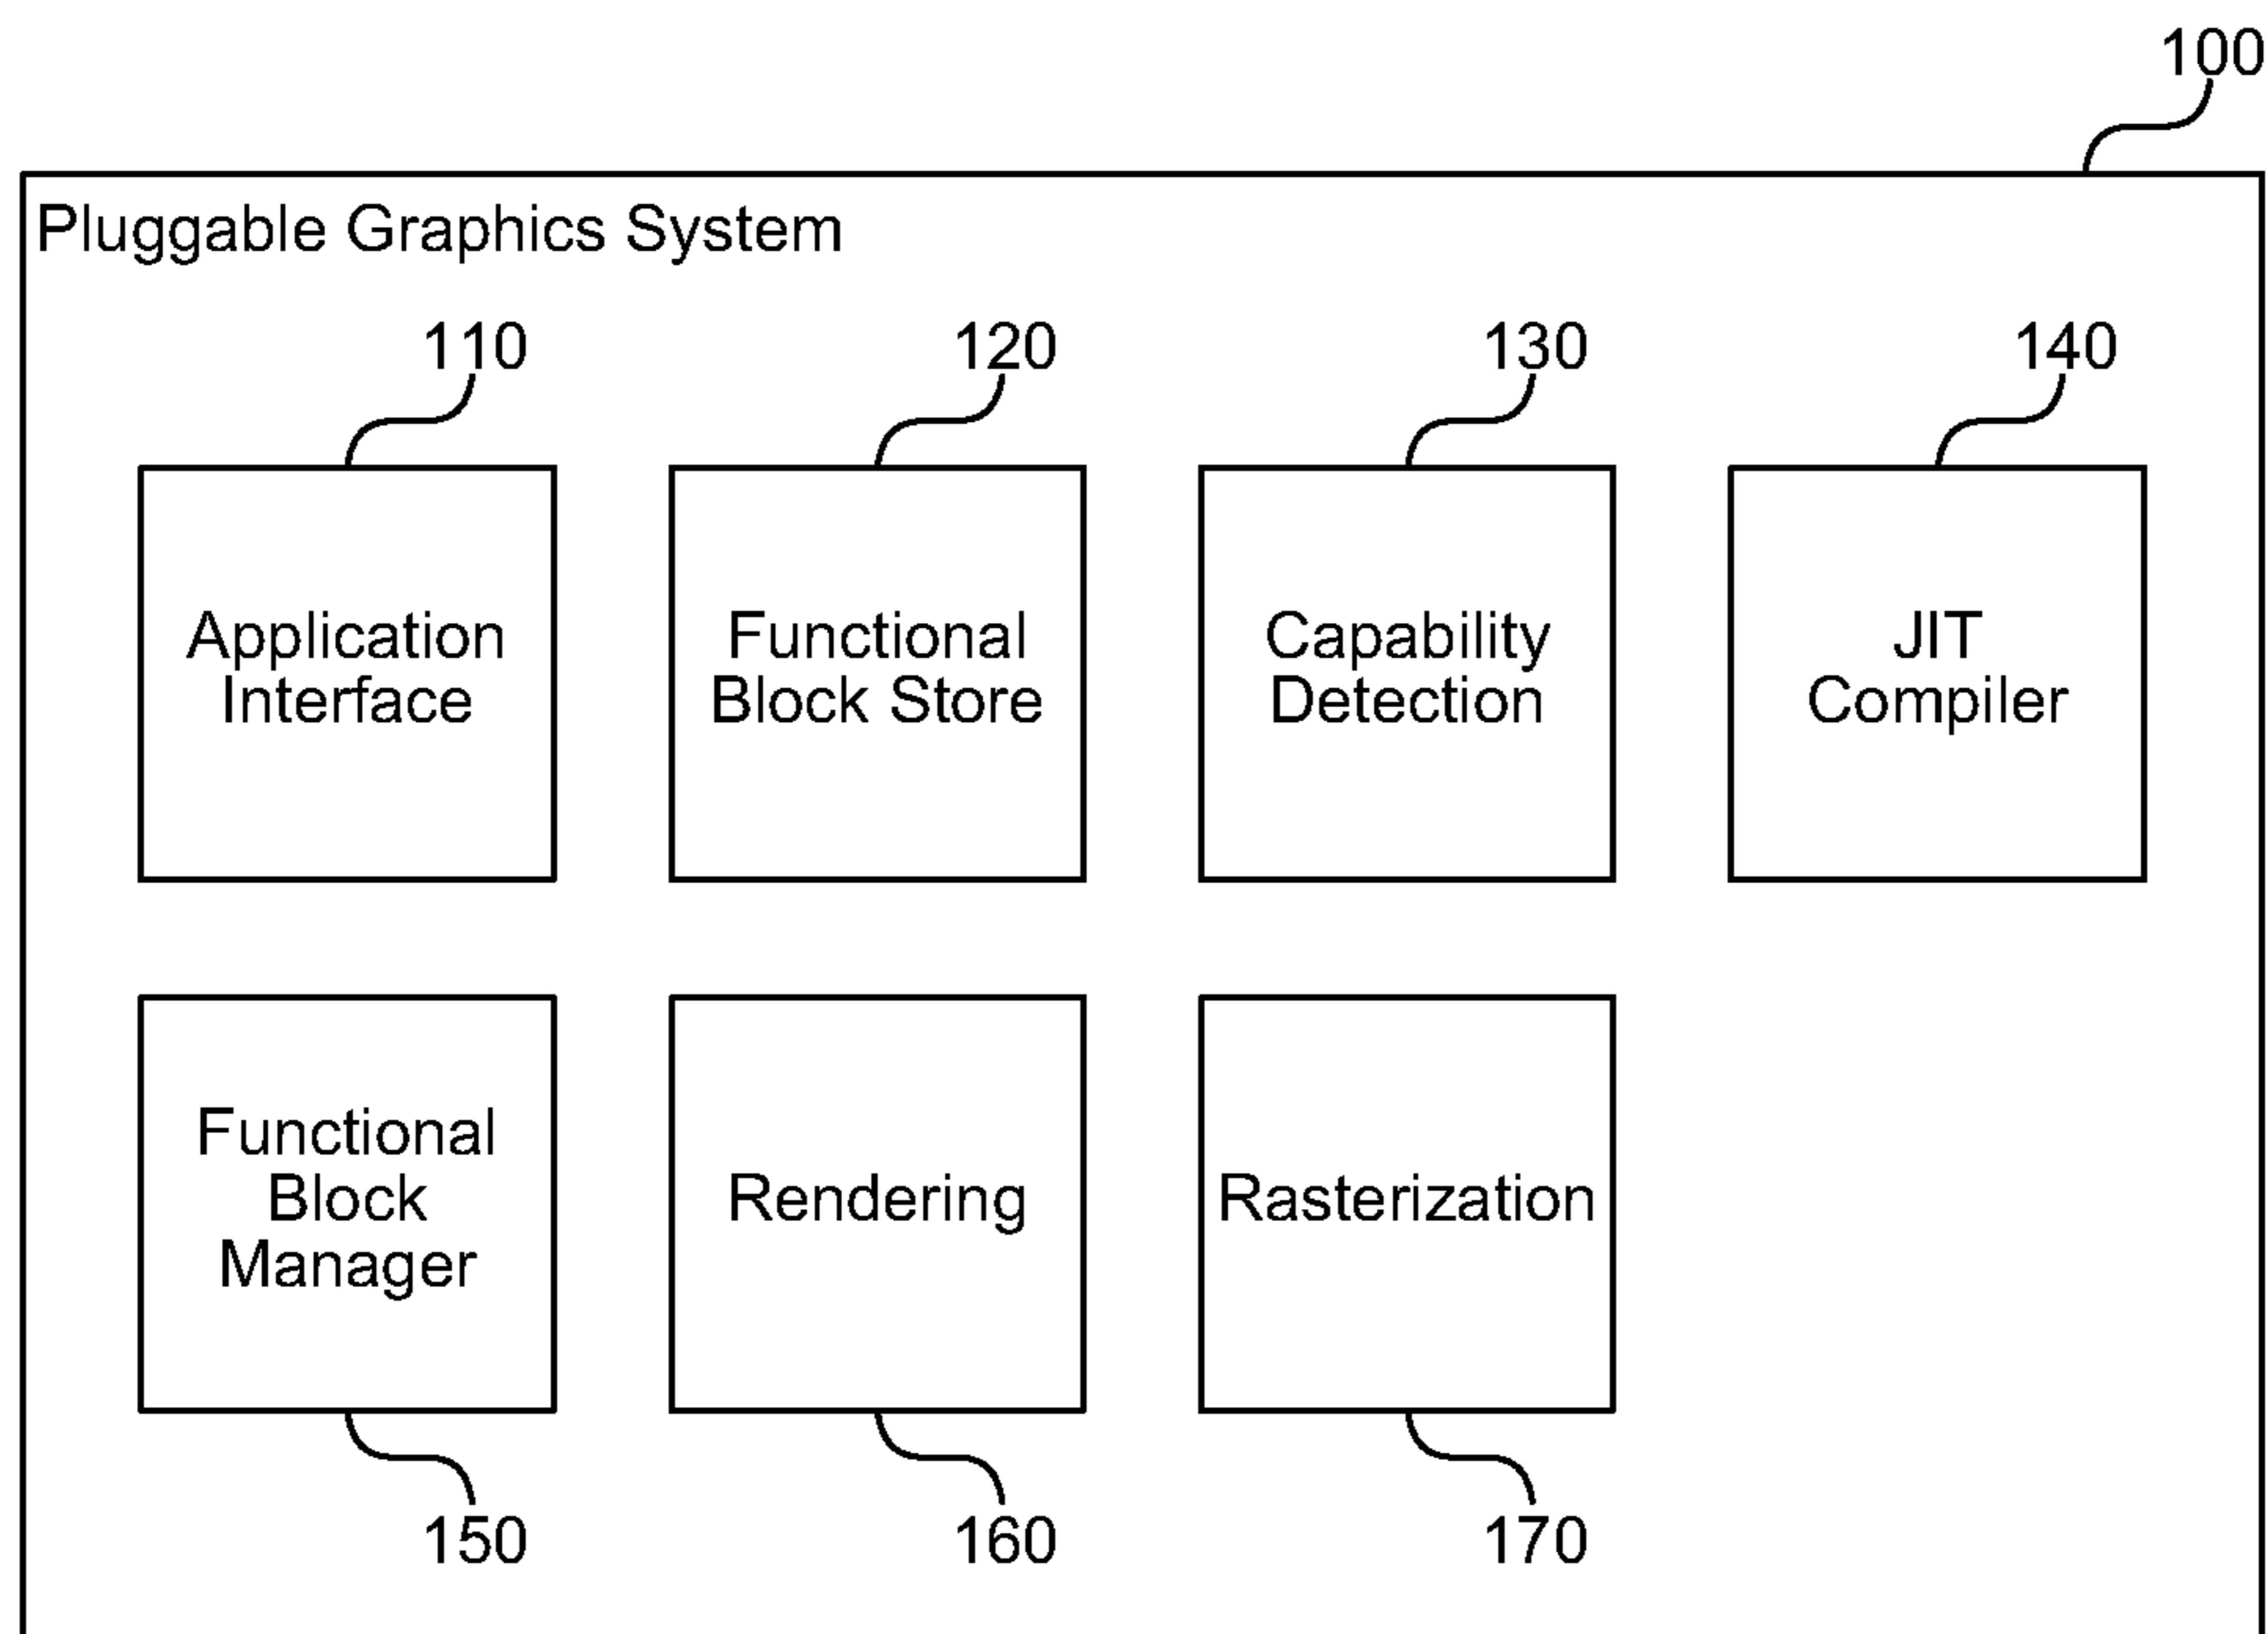 100
Pluggable Graphics System
110
120
130
140
Application
Interface
Functional
Block Store
Capability
Detection
JIT
Compiler
Functional
Block
Manager
Rendering
Rasterization
150
160
170